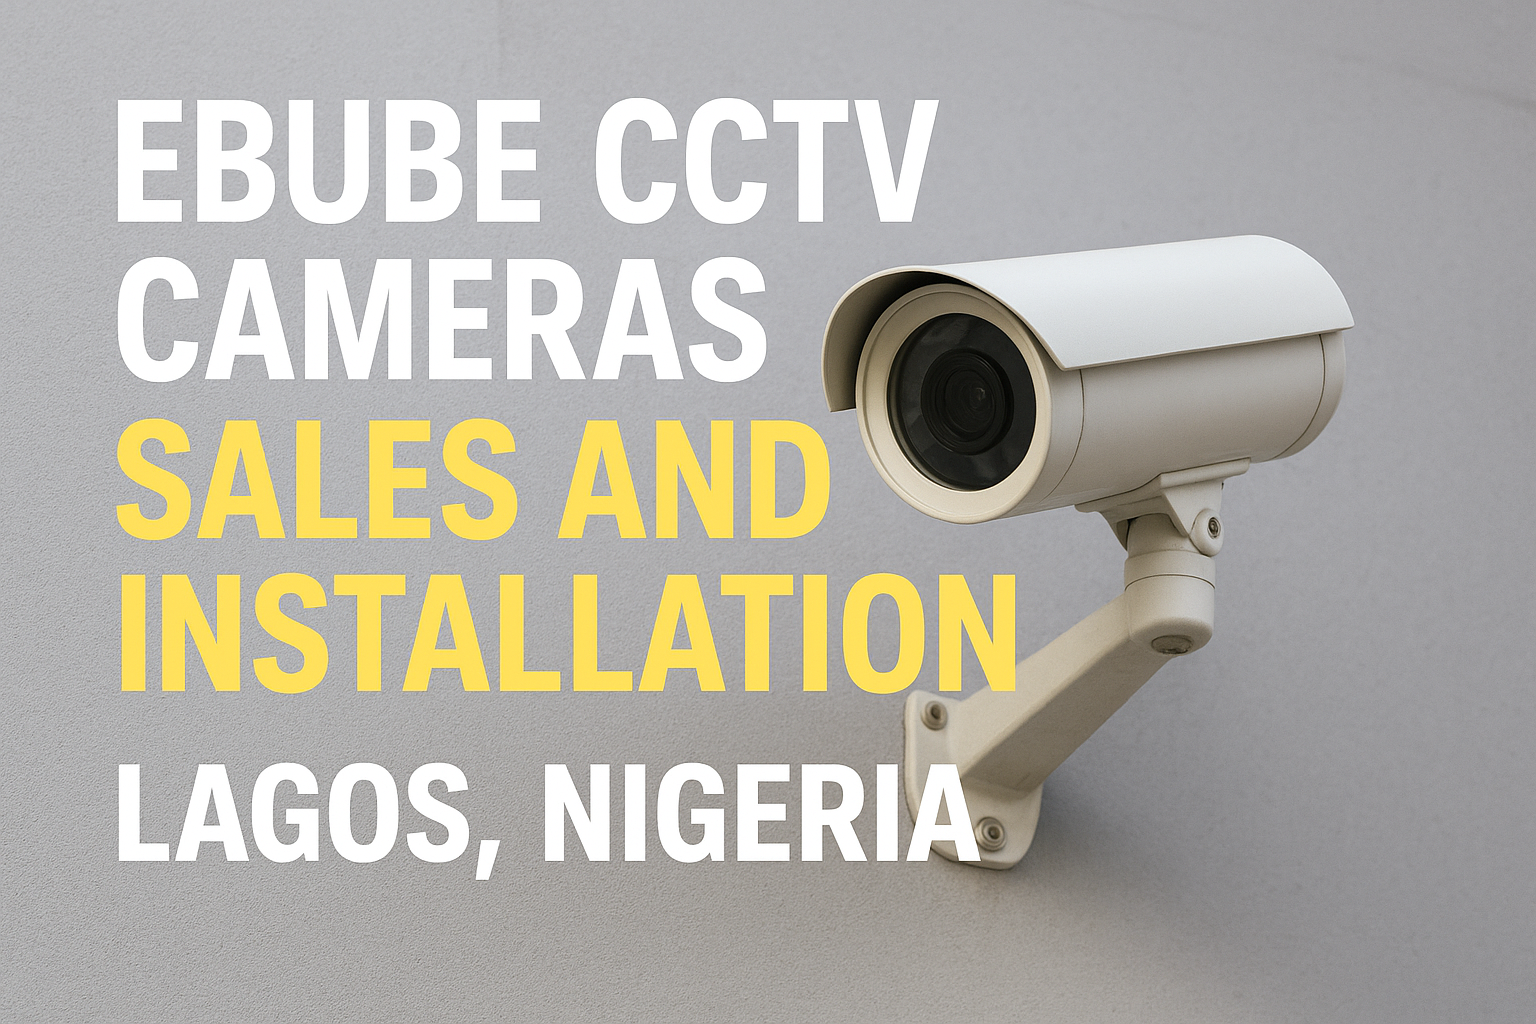 EBUBE CCTV
CAMERAS
SALES AND
INSTALLATION
LAGOS, NIGERIA